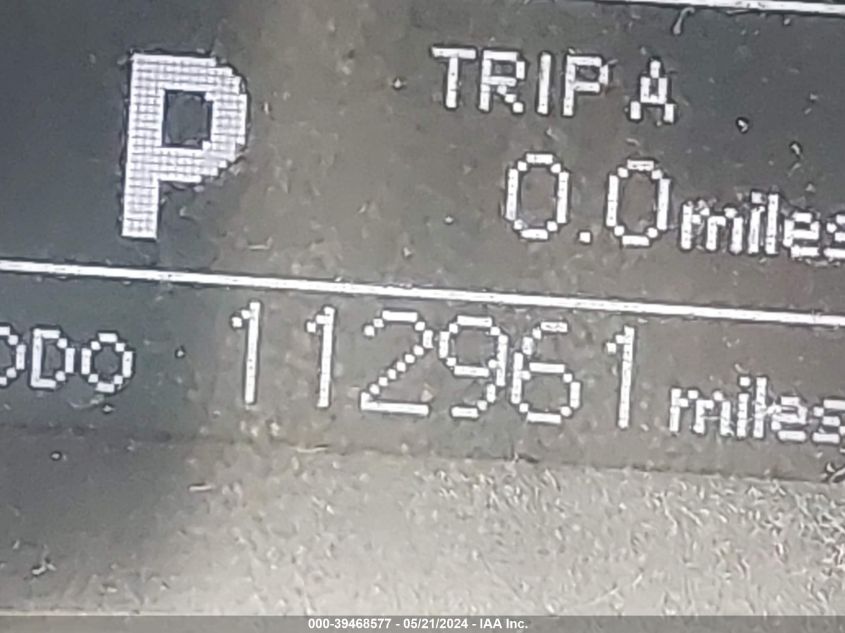 P
TRIP A
0.0 miles
ODO 112961 miles
000-39468577 - 05/21/2024 - IAA Inc.